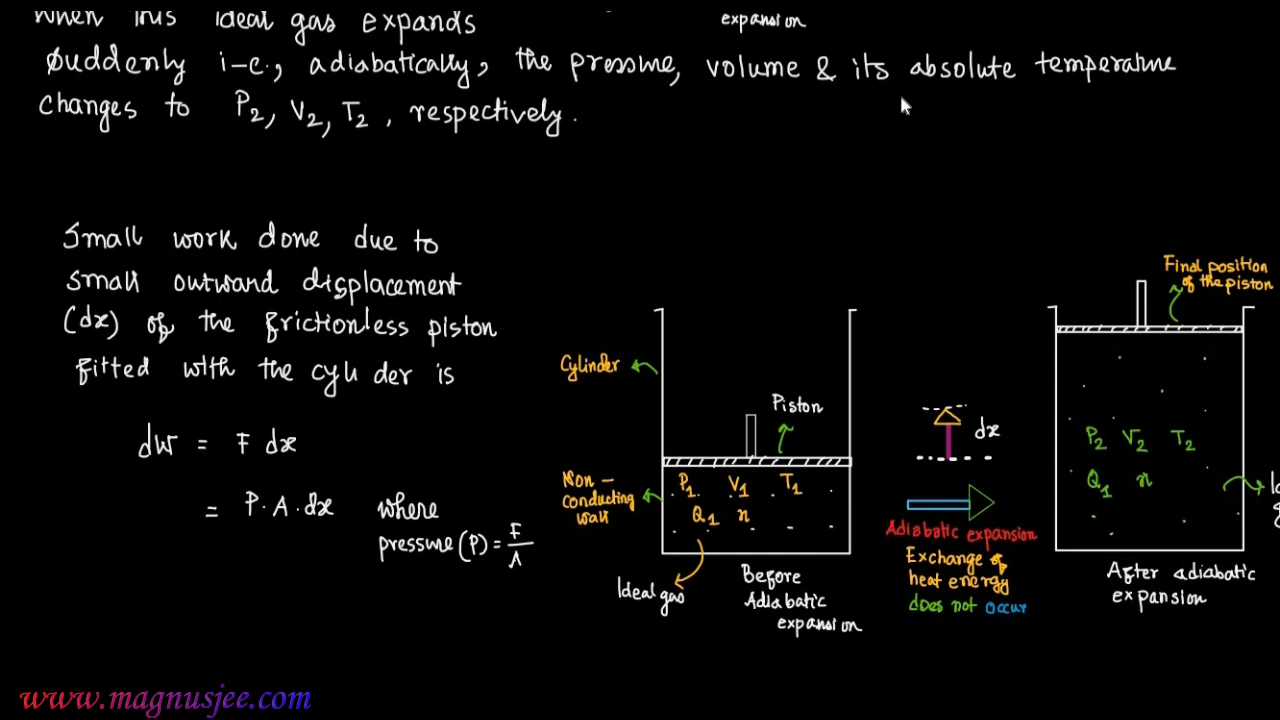 When this ideal gas expands
expansion
suddenly i-e., adiabatically, the pressure, volume & its absolute temperature
changes to P2, V2, T2, respectively.
Small work done due to
small outward displacement
(dx) of the frictionless piston
fitted with the cylinder is
dW = F dx
= P.A.dx where
pressure (P) = F/A
Cylinder
Piston
Non-
conducting
wall
P1 V1 T1
Q1 n
Ideal gas
Before
Adiabatic
expansion
dx
Adiabatic expansion
Exchange of
heat energy
does not occur
Final position
of the piston
P2 V2 T2
Q1 n
After adiabatic
expansion
www.magnusjee.com